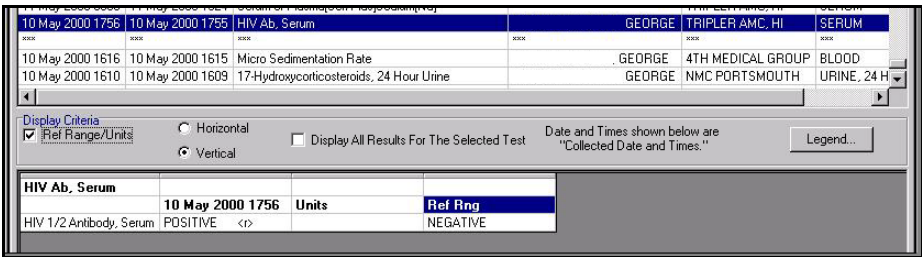 10 May 2000 1756 10 May 2000 1755 HIV Ab, Serum GEORGE TRIPLER AMC, HI SERUM
*** *** *** *** *** ***
10 May 2000 1616 10 May 2000 1615 Micro Sedimentation Rate . GEORGE 4TH MEDICAL GROUP BLOOD
10 May 2000 1610 10 May 2000 1609 17-Hydroxycorticosteroids, 24 Hour Urine GEORGE NMC PORTSMOUTH URINE, 24 H
Display Criteria
Ref Range/Units Horizontal Vertical Display All Results For The Selected Test
Date and Times shown below are
"Collected Date and Times."
Legend...
HIV Ab, Serum
10 May 2000 1756 Units Ref Rng
HIV 1/2 Antibody, Serum POSITIVE <r> NEGATIVE